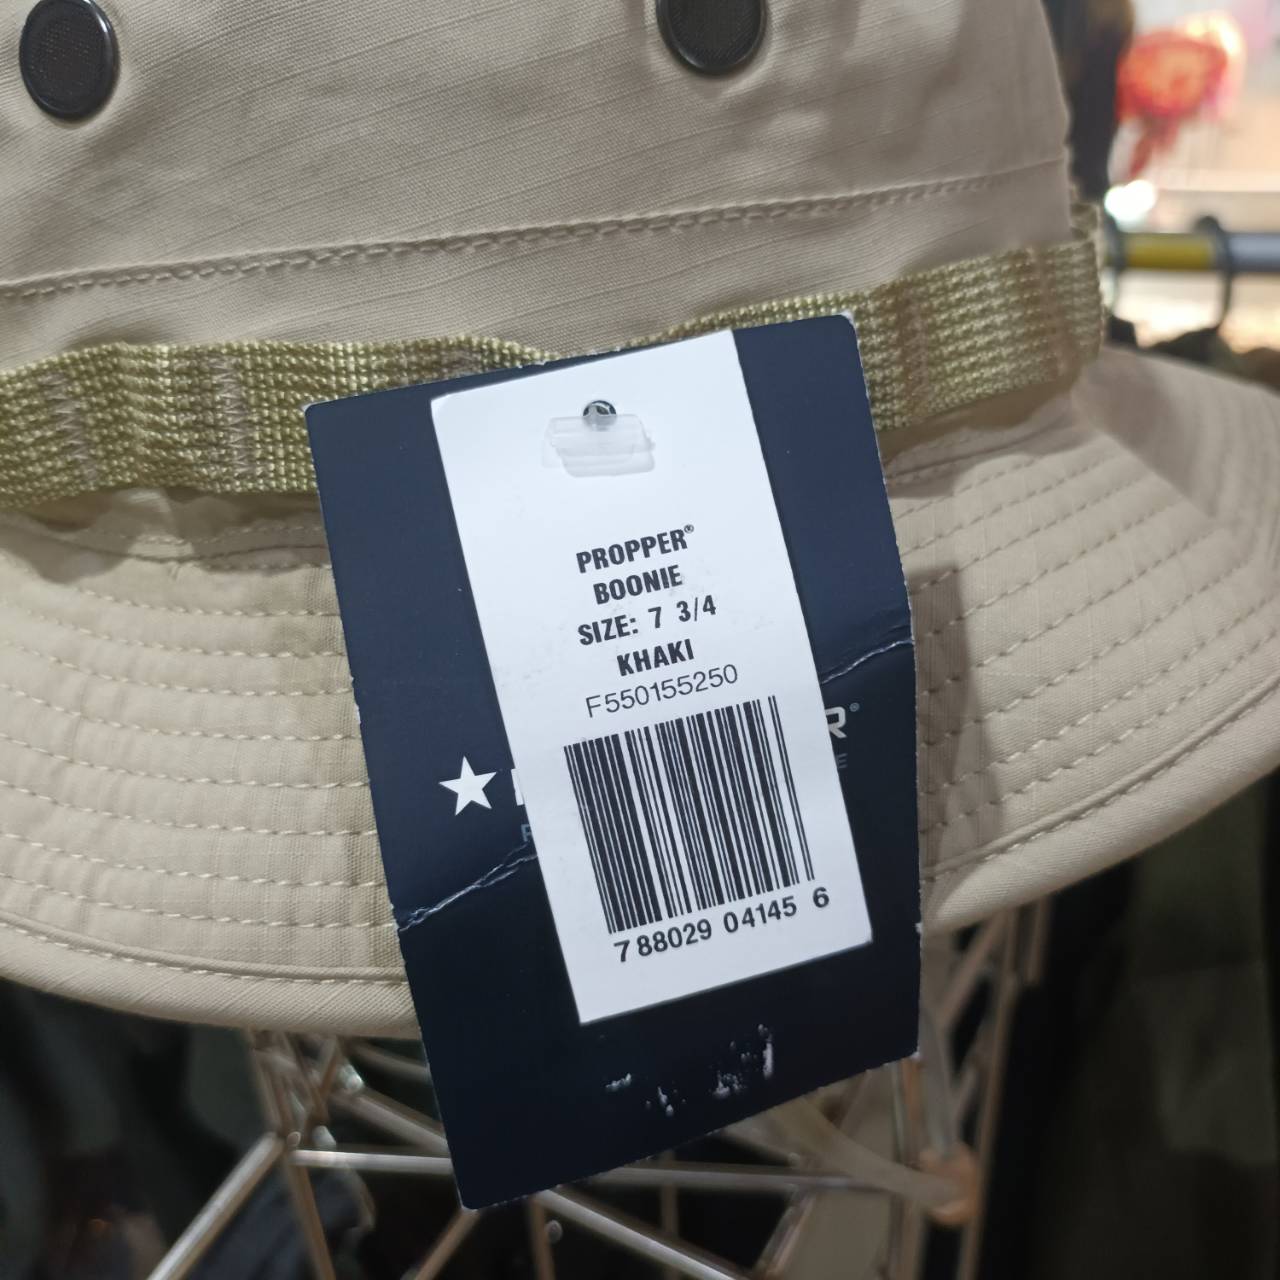 PROPPER®
BOONIE
SIZE: 7 3/4
KHAKI
F550155250
R®
E
7 88029 04145 6